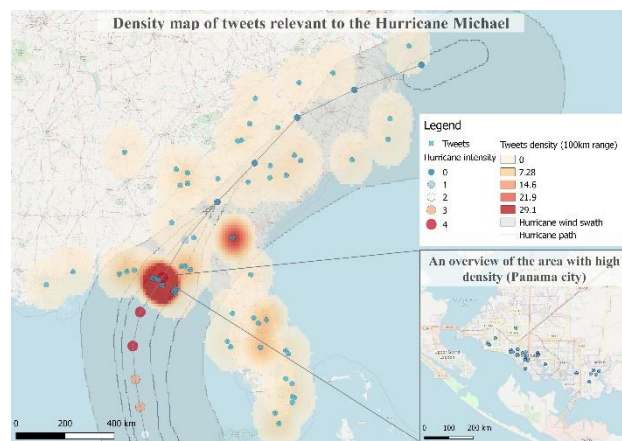 Density map of tweets relevant to the Hurricane Michael
Legend
Tweets
Hurricane intensity
0
1
2
3
4
Tweets density (100km range)
0
7.28
14.6
21.9
29.1
Hurricane wind swath
Hurricane path
An overview of the area with high
density (Panama city)
0 200 400 km
0 100 200 km